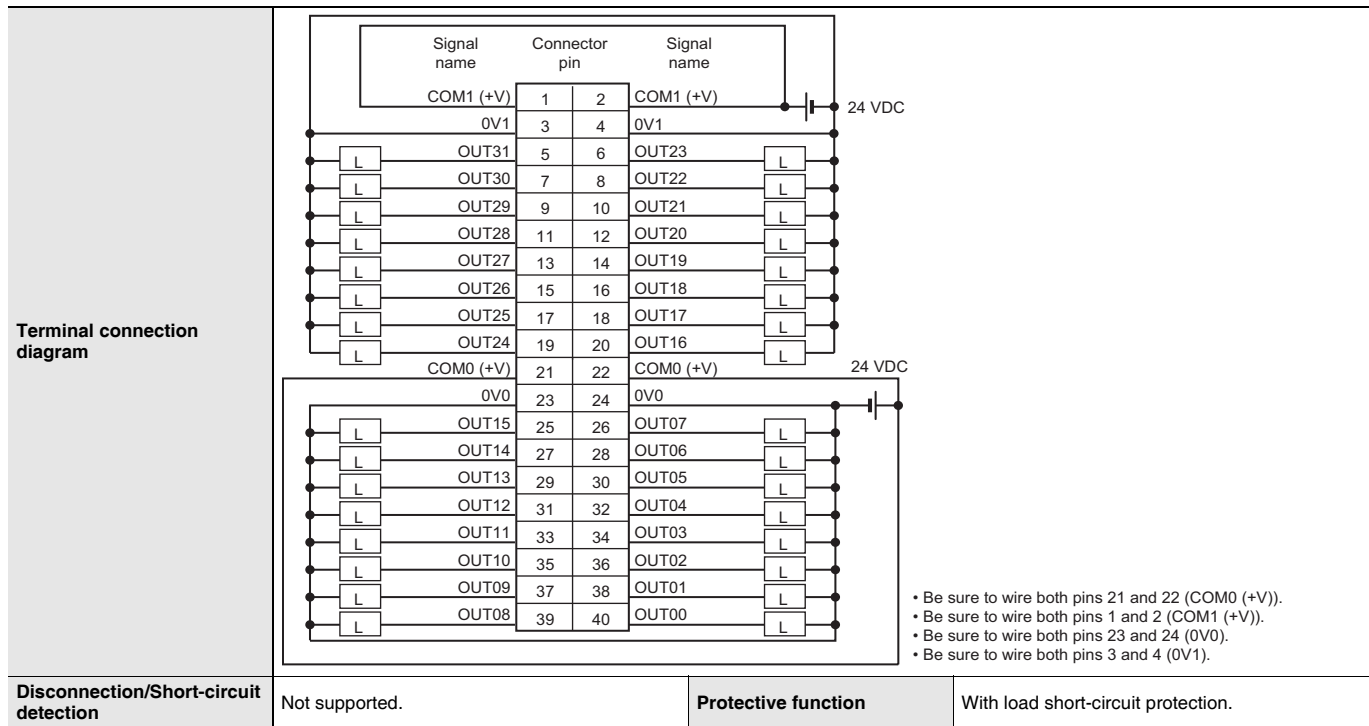 Terminal connection
diagram
Signal name Connector pin Signal name
COM1 (+V) 1 2 COM1 (+V)
24 VDC
0V1 3 4 0V1
L OUT31 5 6 OUT23 L
L OUT30 7 8 OUT22 L
L OUT29 9 10 OUT21 L
L OUT28 11 12 OUT20 L
L OUT27 13 14 OUT19 L
L OUT26 15 16 OUT18 L
L OUT25 17 18 OUT17 L
L OUT24 19 20 OUT16 L
COM0 (+V) 21 22 COM0 (+V) 24 VDC
0V0 23 24 0V0
L OUT15 25 26 OUT07 L
L OUT14 27 28 OUT06 L
L OUT13 29 30 OUT05 L
L OUT12 31 32 OUT04 L
L OUT11 33 34 OUT03 L
L OUT10 35 36 OUT02 L
L OUT09 37 38 OUT01 L
L OUT08 39 40 OUT00 L
• Be sure to wire both pins 21 and 22 (COM0 (+V)).
• Be sure to wire both pins 1 and 2 (COM1 (+V)).
• Be sure to wire both pins 23 and 24 (0V0).
• Be sure to wire both pins 3 and 4 (0V1).
Disconnection/Short-circuit
detection
Not supported.
Protective function
With load short-circuit protection.